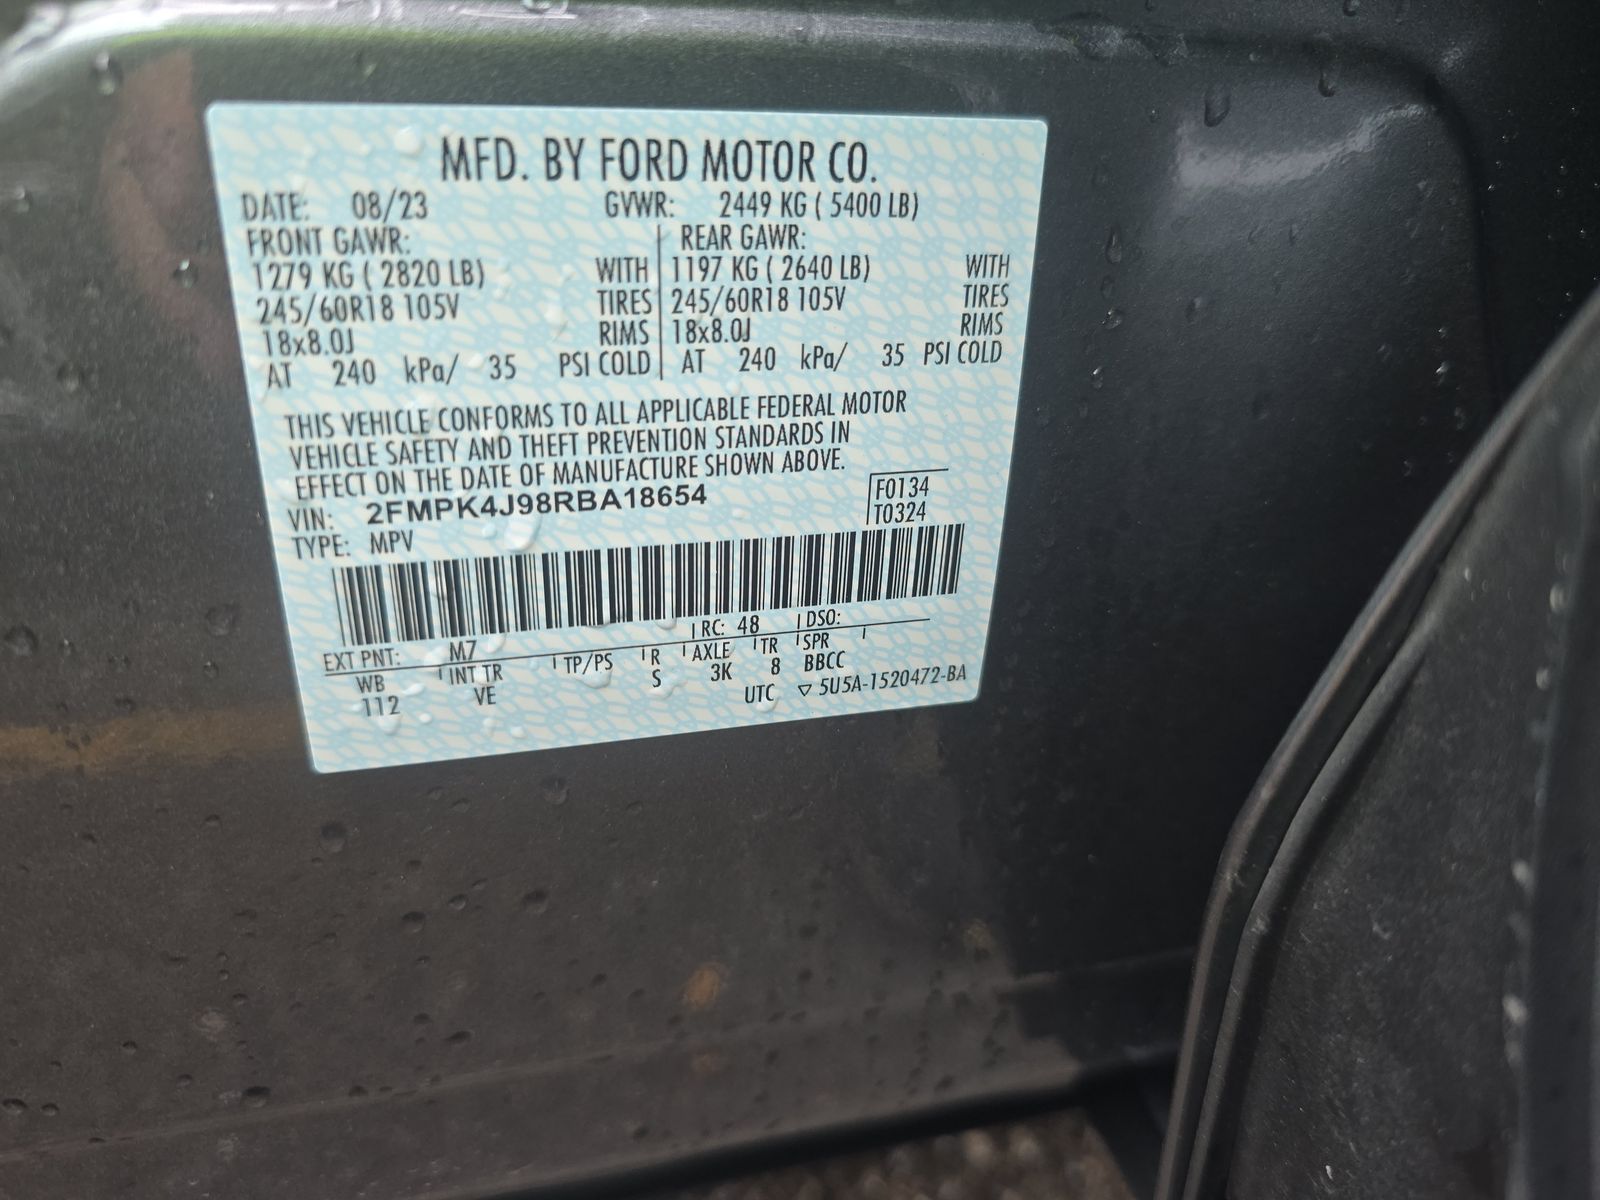 MFD. BY FORD MOTOR CO.
DATE: 08/23 GVWR: 2449 KG ( 5400 LB)
FRONT GAWR: REAR GAWR:
1279 KG ( 2820 LB) WITH 1197 KG ( 2640 LB) WITH
245/60R18 105V TIRES 245/60R18 105V TIRES
18x8.0J RIMS 18x8.0J RIMS
AT 240 kPa/ 35 PSI COLD AT 240 kPa/ 35 PSI COLD
THIS VEHICLE CONFORMS TO ALL APPLICABLE FEDERAL MOTOR
VEHICLE SAFETY AND THEFT PREVENTION STANDARDS IN
EFFECT ON THE DATE OF MANUFACTURE SHOWN ABOVE.
VIN: 2FMPK4J98RBA18654 F0134
TYPE: MPV T0324
EXT PNT: M7 RC: 48 DSO:
WB INT TR TP/PS R AXLE TR SPR
112 VE S 3K 8 BBCC
UTC ▽ 5U5A-1520472-BA